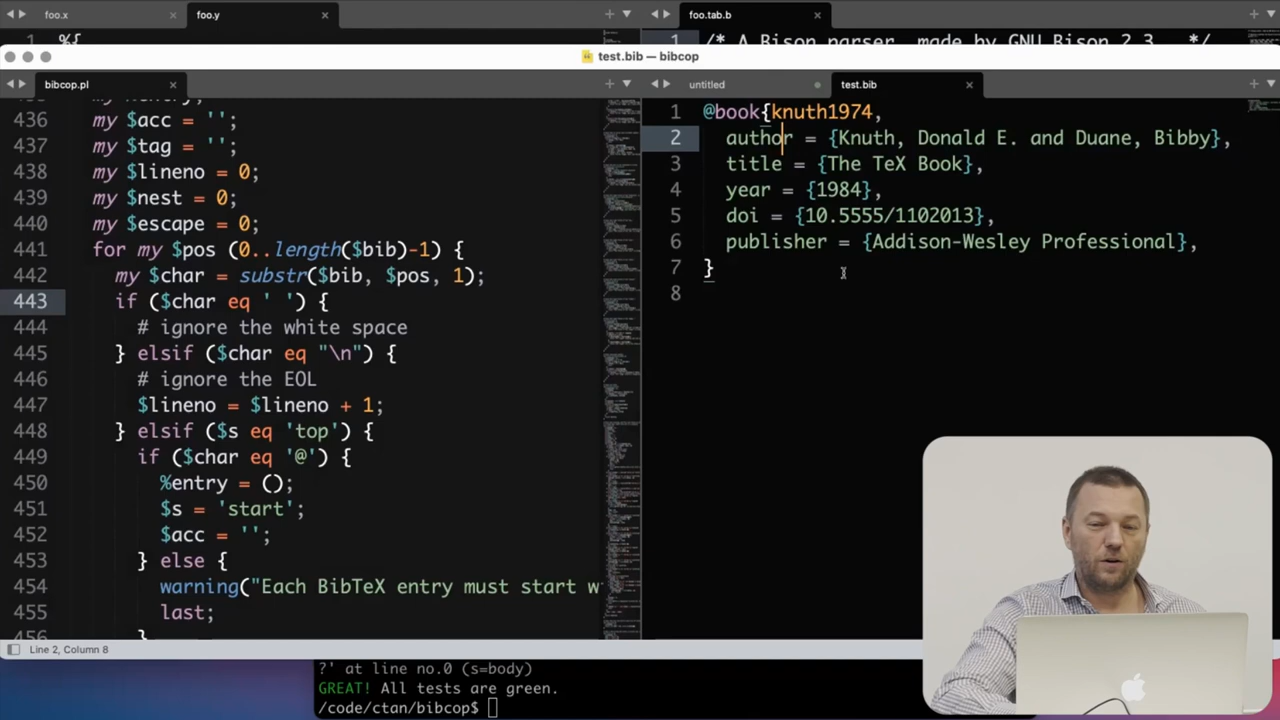 foo.x
foo.y
foo.tab.b
1 %{
1 /* A Bison parser, made by GNU Bison 2.3. */
test.bib — bibcop
bibcop.pl
untitled
test.bib
436 my $acc = '';
437 my $tag = '';
438 my $lineno = 0;
439 my $nest = 0;
440 my $escape = 0;
441 for my $pos (0..length($bib)-1) {
442 my $char = substr($bib, $pos, 1);
443 if ($char eq ' ') {
444 # ignore the white space
445 } elsif ($char eq "\n") {
446 # ignore the EOL
447 $lineno = $lineno + 1;
448 } elsif ($s eq 'top') {
449 if ($char eq '@') {
450 %entry = ();
451 $s = 'start';
452 $acc = '';
453 } else {
454 warning("Each BibTeX entry must start w
455 last;
456 }
1 @book{knuth1974,
2 author = {Knuth, Donald E. and Duane, Bibby},
3 title = {The TeX Book},
4 year = {1984},
5 doi = {10.5555/1102013},
6 publisher = {Addison-Wesley Professional},
7 }
8
Line 2, Column 8
?' at line no.0 (s=body)
GREAT! All tests are green.
/code/ctan/bibcop$